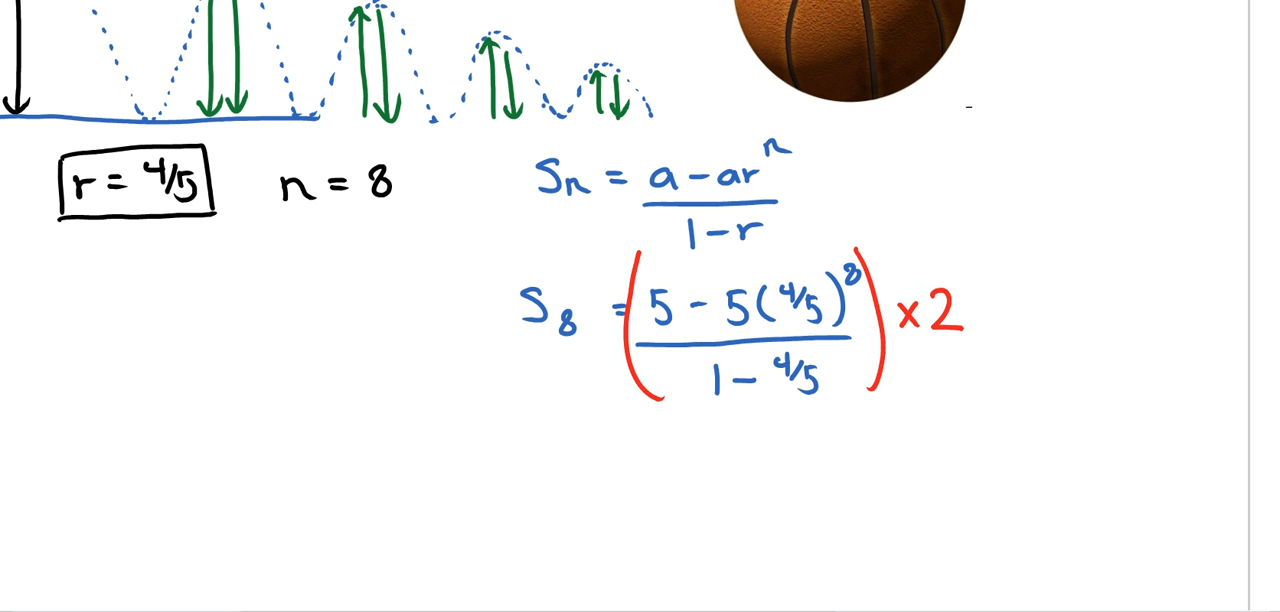 r = 4/5
n = 8
Sn = a - ar^n / 1 - r
S8 = (5 - 5(4/5)^8 / 1 - 4/5) × 2